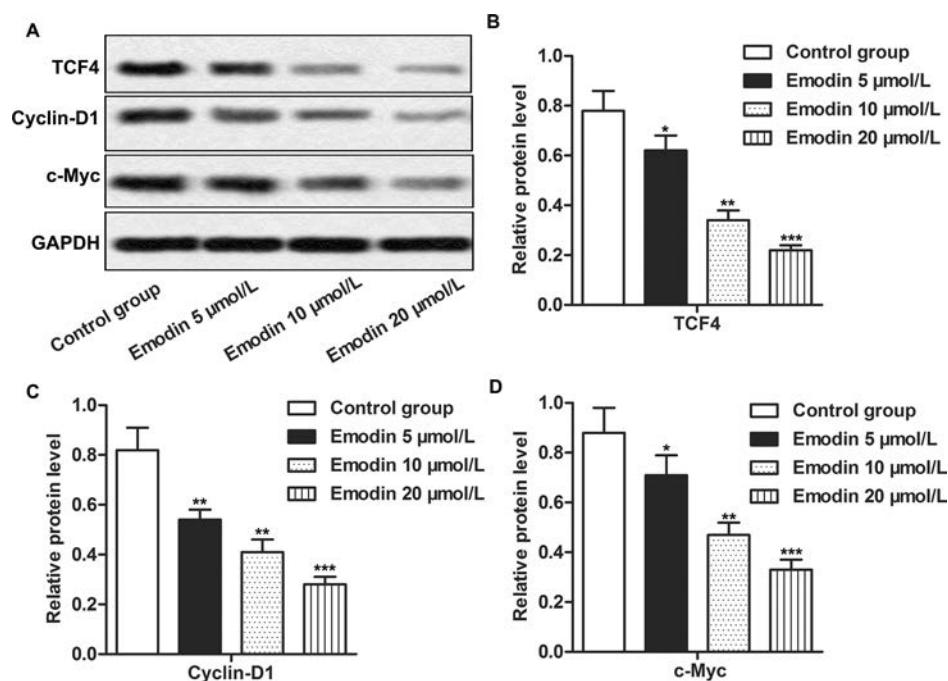 A
TCF4
Cyclin-D1
c-Myc
GAPDH
Control group
Emodin 5 μmol/L
Emodin 10 μmol/L
Emodin 20 μmol/L
B
Relative protein level
1.0
0.8
0.6
0.4
0.2
0.0
*
**
***
TCF4
Control group
Emodin 5 μmol/L
Emodin 10 μmol/L
Emodin 20 μmol/L
C
Relative protein level
1.0
0.8
0.6
0.4
0.2
0.0
**
**
***
Cyclin-D1
Control group
Emodin 5 μmol/L
Emodin 10 μmol/L
Emodin 20 μmol/L
D
Relative protein level
1.0
0.8
0.6
0.4
0.2
0.0
*
**
***
c-Myc
Control group
Emodin 5 μmol/L
Emodin 10 μmol/L
Emodin 20 μmol/L